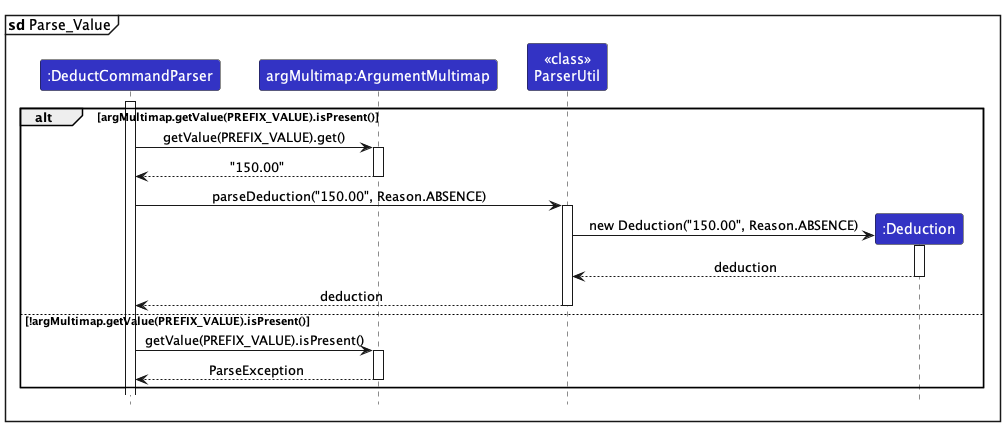 sd Parse_Value
:DeductCommandParser
argMultimap:ArgumentMultimap
«class»
ParserUtil
alt
[argMultimap.getValue(PREFIX_VALUE).isPresent()]
getValue(PREFIX_VALUE).get()
"150.00"
parseDeduction("150.00", Reason.ABSENCE)
new Deduction("150.00", Reason.ABSENCE)
:Deduction
deduction
deduction
[!argMultimap.getValue(PREFIX_VALUE).isPresent()]
getValue(PREFIX_VALUE).isPresent()
ParseException